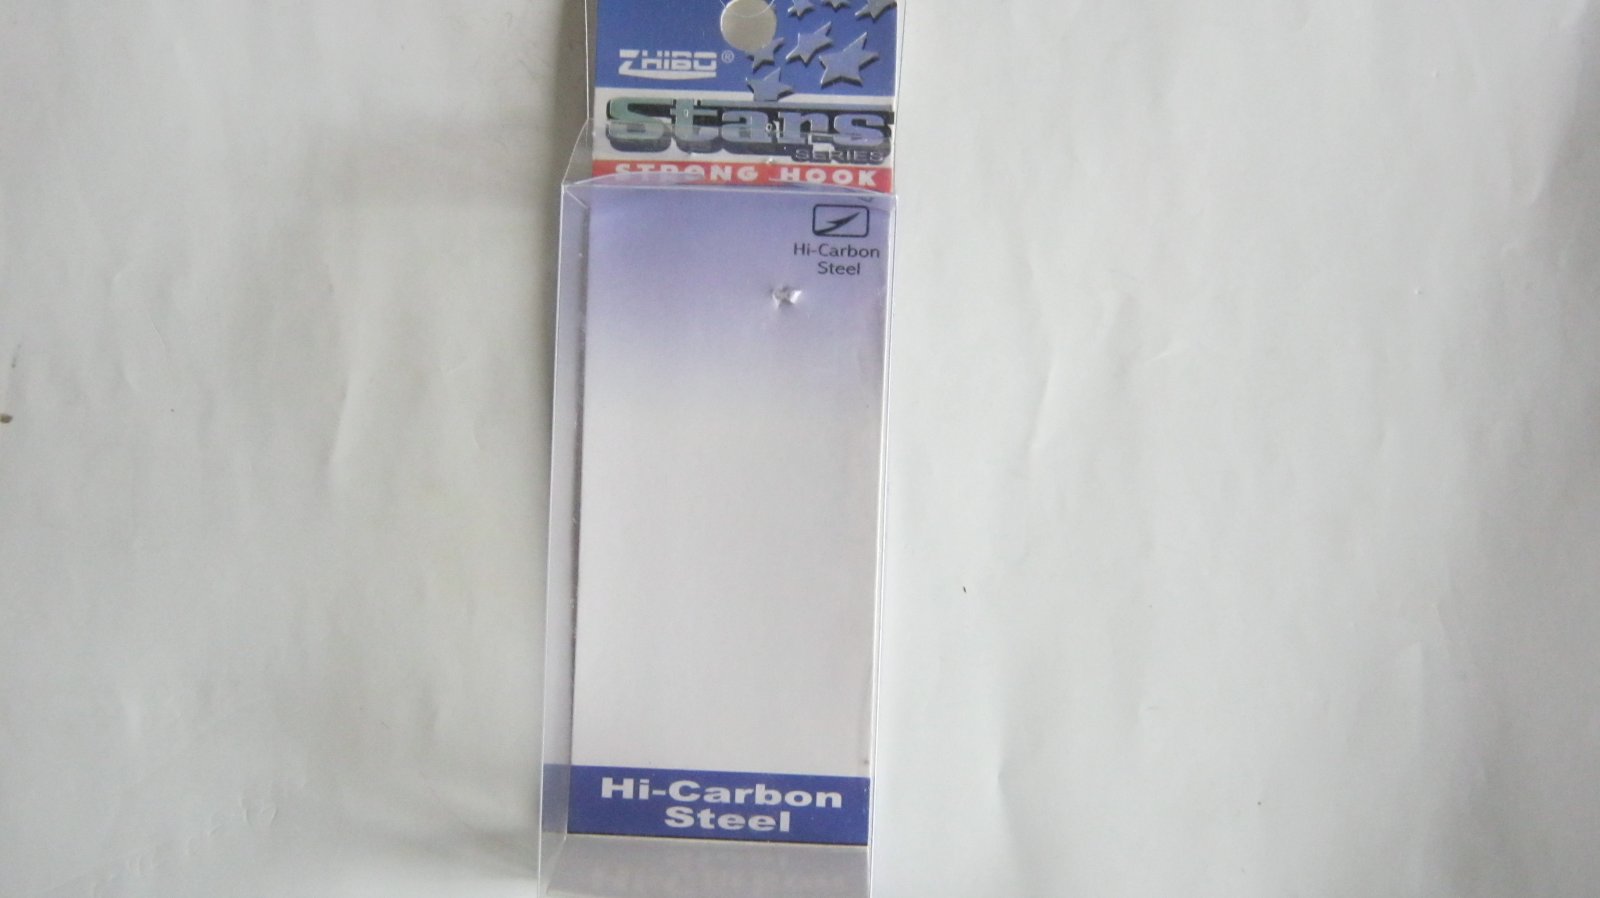 ZHIBO®
Stars
SERIES
STRONG HOOK
Hi-Carbon
Steel
Hi-Carbon
Steel